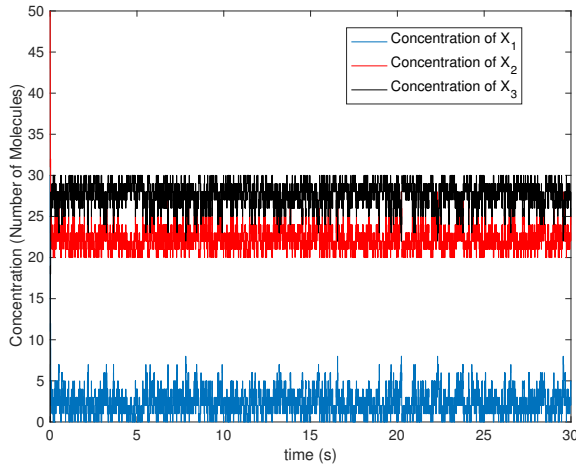 Concentration of X1
Concentration of X2
Concentration of X3
Concentration (Number of Molecules)
50
45
40
35
30
25
20
15
10
5
0
0 5 10 15 20 25 30
time (s)